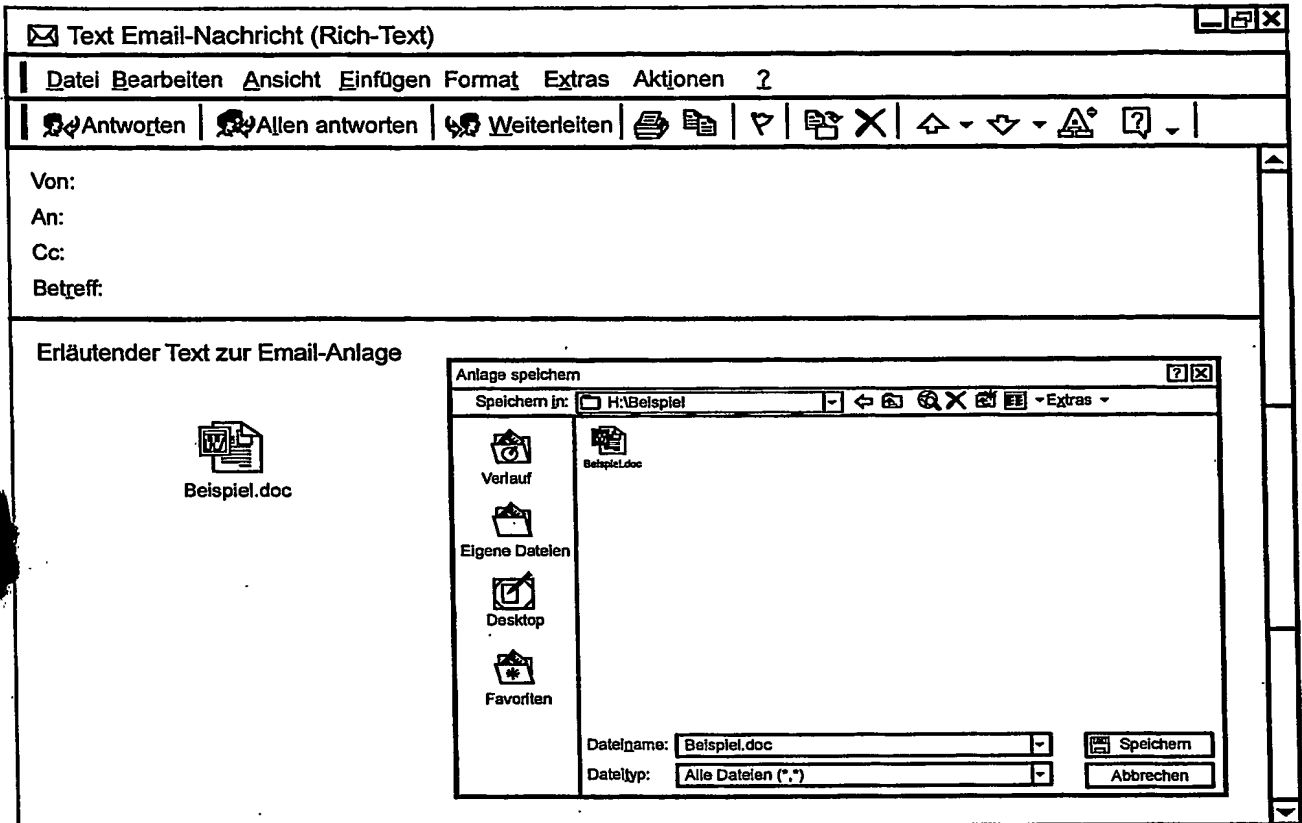 Text Email-Nachricht (Rich-Text)
Datei Bearbeiten Ansicht Einfügen Format Extras Aktionen ?
Antworten Allen antworten Weiterleiten
Von:
An:
Cc:
Betreff:
Erläutender Text zur Email-Anlage
Beispiel.doc
Anlage speichern
Speichern in: H:\Beispiel Extras
Beispiel.doc
Verlauf
Eigene Dateien
Desktop
Favoriten
Dateiname: Beispiel.doc Speichern
Dateityp: Alle Dateien (*,*) Abbrechen